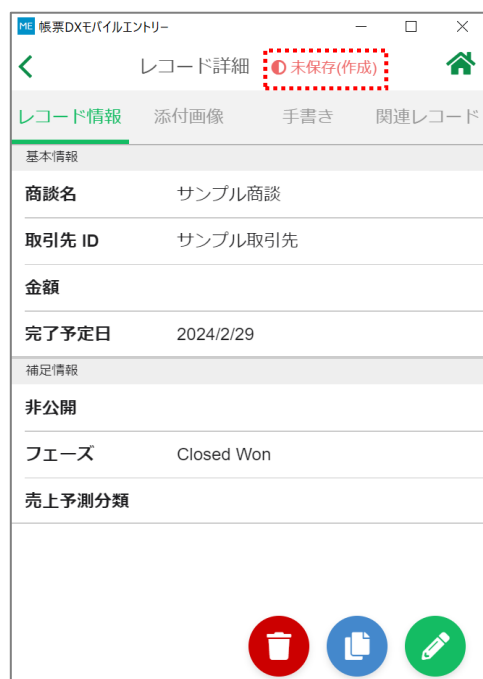 ME 帳票DXモバイルエントリー
レコード詳細 未保存(作成)
レコード情報 添付画像 手書き 関連レコード
基本情報
商談名 サンプル商談
取引先 ID サンプル取引先
金額
完了予定日 2024/2/29
補足情報
非公開
フェーズ Closed Won
売上予測分類